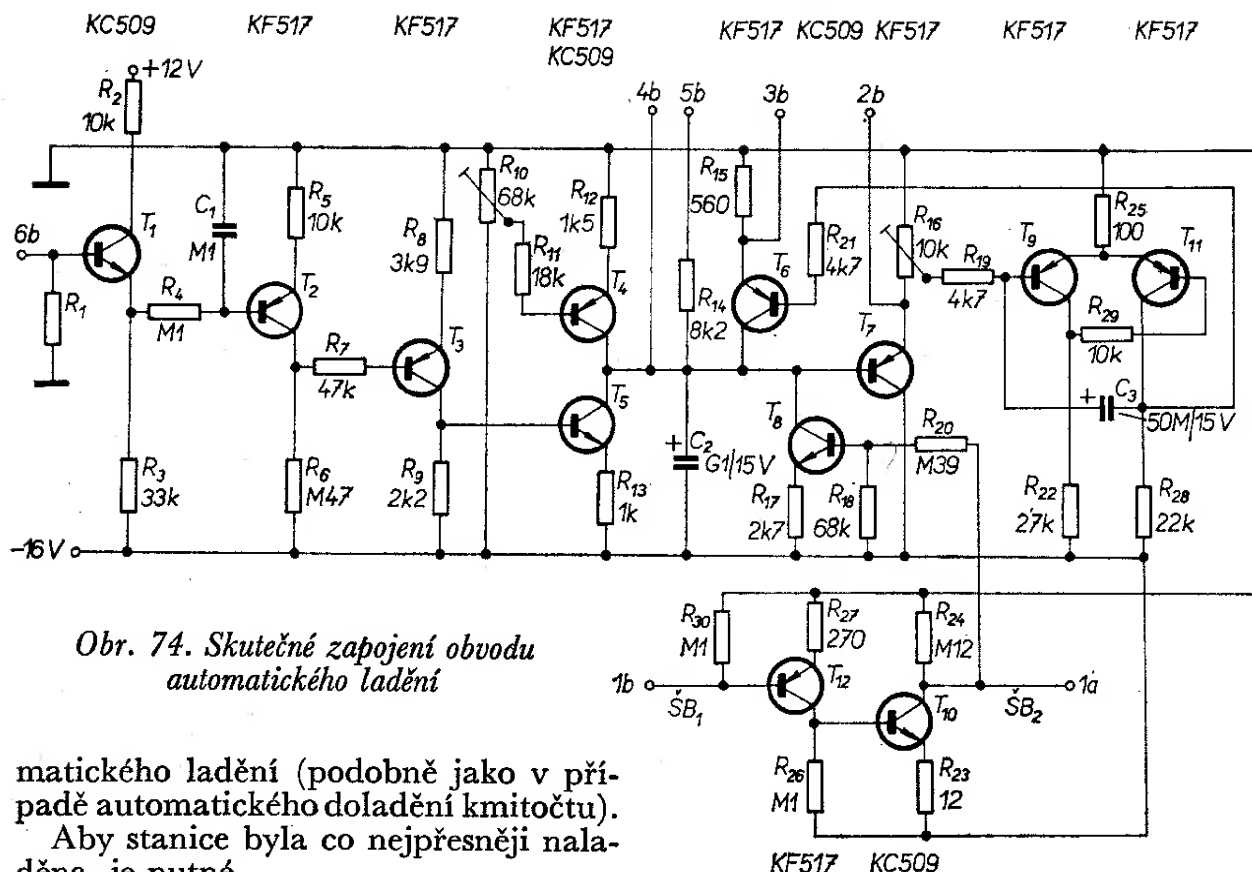 KC509 KF517 KF517 KF517 KF517 KC509 KF517 KF517 KF517
KC509
+12V
R2
10k
4b 5b 3b 2b
6b
R1
T1
C1
M1
R5
10k
R4
M1
T2
R3
33k
R6
M47
R7
47k
R8
3k9
T3
R9
2k2
R10
68k
R11
18k
R12
1k5
T4
T5
R13
1k
R14
8k2
C2
G1/15V
R15
560
T6
R21
4k7
T7
T8
R17
2k7
R18
68k
R20
M39
R16
10k
R19
4k7
T9
R25
100
T11
R29
10k
C3
50M/15V
R22
27k
R28
22k
-16V
R30
M1
R27
270
R24
M12
1b
ŠB1
T12
T10
ŠB2
1a
R26
M1
R23
12
KF517 KC509
Obr. 74. Skutečné zapojení obvodu
automatického ladění
matického ladění (podobně jako v pří-
padě automatického doladění kmitočtu).
Aby stanice byla co nejpřesněji nala-
děna, je nutné